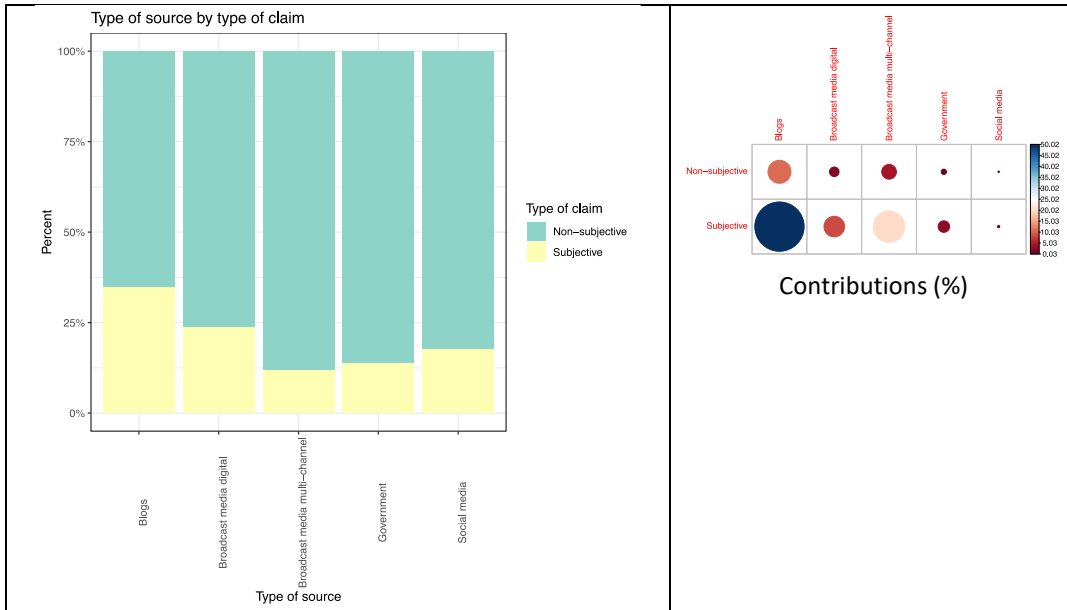 Type of source by type of claim
100%
75%
50%
25%
0%
Percent
Blogs
Broadcast media digital
Broadcast media multi−channel
Government
Social media
Type of source
Type of claim
Non−subjective
Subjective
Blogs
Broadcast media digital
Broadcast media multi−channel
Government
Social media
Non−subjective
Subjective
50.02
45.02
40.02
35.02
30.02
25.02
20.02
15.03
10.03
5.03
0.03
Contributions (%)